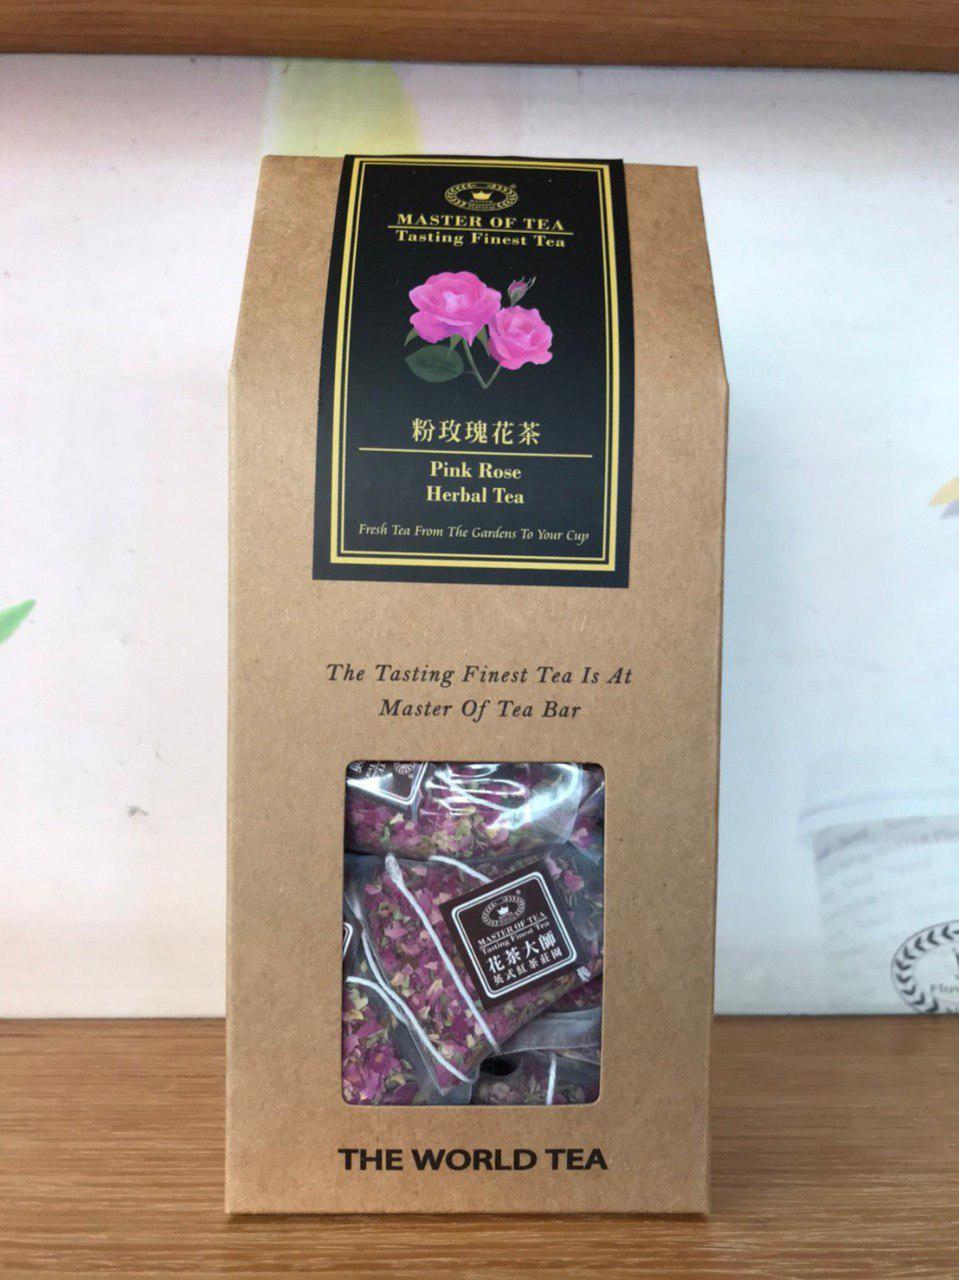 MASTER OF TEA
Tasting Finest Tea
粉玫瑰花茶
Pink Rose
Herbal Tea
Fresh Tea From The Gardens To Your Cup
The Tasting Finest Tea Is At
Master Of Tea Bar
MASTER OF TEA
Tasting Finest Tea
花茶大師
英式紅茶莊園
THE WORLD TEA